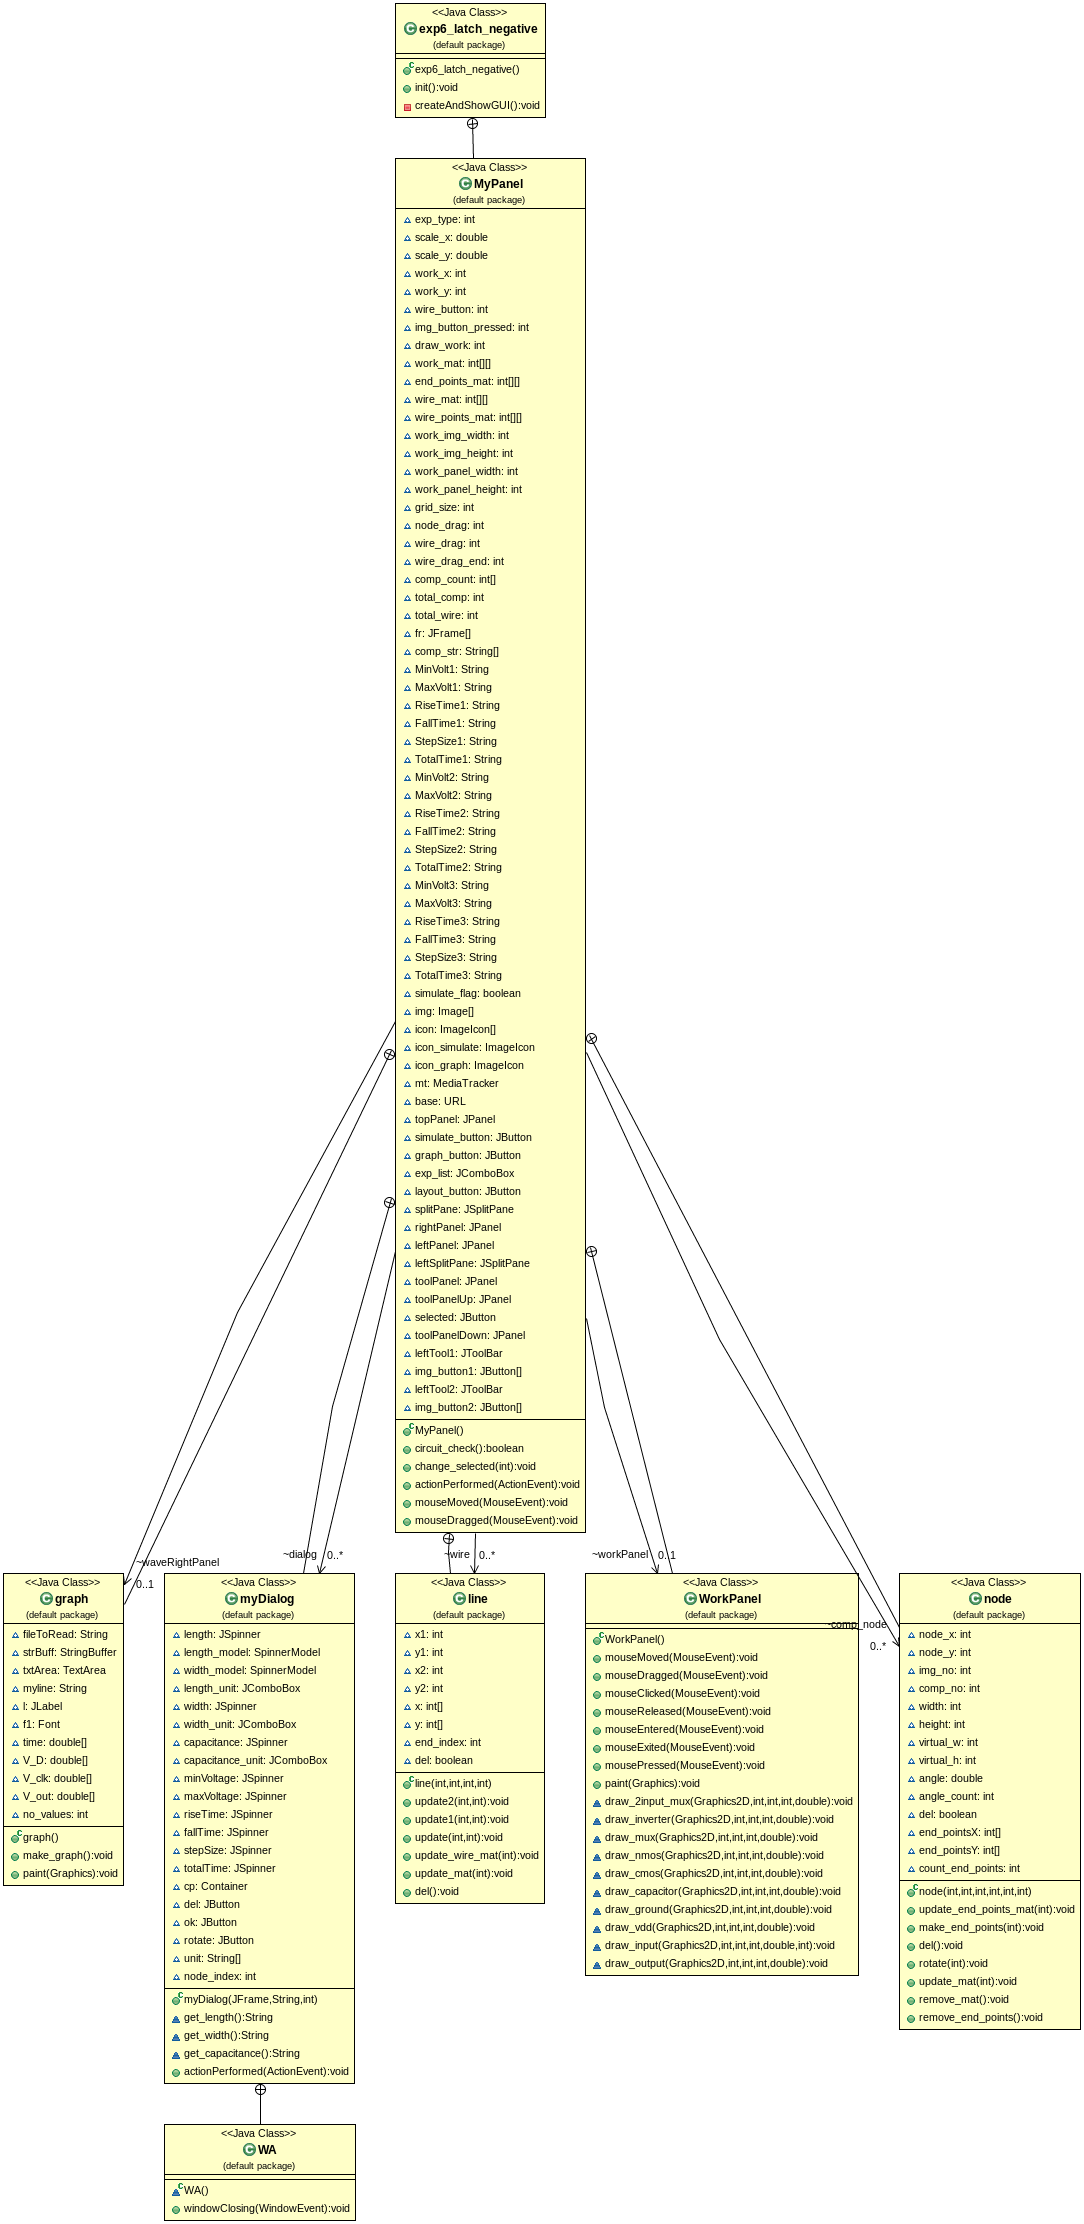 <<Java Class>>
exp6_latch_negative
(default package)
exp6_latch_negative()
init():void
createAndShowGUI():void
<<Java Class>>
MyPanel
(default package)
exp_type: int
scale_x: double
scale_y: double
work_x: int
work_y: int
wire_button: int
img_button_pressed: int
draw_work: int
work_mat: int[][]
end_points_mat: int[][]
wire_mat: int[][]
wire_points_mat: int[][]
work_img_width: int
work_img_height: int
work_panel_width: int
work_panel_height: int
grid_size: int
node_drag: int
wire_drag: int
wire_drag_end: int
comp_count: int[]
total_comp: int
total_wire: int
fr: JFrame[]
comp_str: String[]
MinVolt1: String
MaxVolt1: String
RiseTime1: String
FallTime1: String
StepSize1: String
TotalTime1: String
MinVolt2: String
MaxVolt2: String
RiseTime2: String
FallTime2: String
StepSize2: String
TotalTime2: String
MinVolt3: String
MaxVolt3: String
RiseTime3: String
FallTime3: String
StepSize3: String
TotalTime3: String
simulate_flag: boolean
img: Image[]
icon: ImageIcon[]
icon_simulate: ImageIcon
icon_graph: ImageIcon
mt: MediaTracker
base: URL
topPanel: JPanel
simulate_button: JButton
graph_button: JButton
exp_list: JComboBox
layout_button: JButton
splitPane: JSplitPane
rightPanel: JPanel
leftPanel: JPanel
leftSplitPane: JSplitPane
toolPanel: JPanel
toolPanelUp: JPanel
selected: JButton
toolPanelDown: JPanel
leftTool1: JToolBar
img_button1: JButton[]
leftTool2: JToolBar
img_button2: JButton[]
MyPanel()
circuit_check():boolean
change_selected(int):void
actionPerformed(ActionEvent):void
mouseMoved(MouseEvent):void
mouseDragged(MouseEvent):void
~waveRightPanel
0..1
~dialog
0..*
~wire
0..*
~workPanel
0..1
~comp_node
0..*
<<Java Class>>
graph
(default package)
fileToRead: String
strBuff: StringBuffer
txtArea: TextArea
myline: String
l: JLabel
f1: Font
time: double[]
V_D: double[]
V_clk: double[]
V_out: double[]
no_values: int
graph()
make_graph():void
paint(Graphics):void
<<Java Class>>
myDialog
(default package)
length: JSpinner
length_model: SpinnerModel
width_model: SpinnerModel
length_unit: JComboBox
width: JSpinner
width_unit: JComboBox
capacitance: JSpinner
capacitance_unit: JComboBox
minVoltage: JSpinner
maxVoltage: JSpinner
riseTime: JSpinner
fallTime: JSpinner
stepSize: JSpinner
totalTime: JSpinner
cp: Container
del: JButton
ok: JButton
rotate: JButton
unit: String[]
node_index: int
myDialog(JFrame,String,int)
get_length():String
get_width():String
get_capacitance():String
actionPerformed(ActionEvent):void
<<Java Class>>
line
(default package)
x1: int
y1: int
x2: int
y2: int
x: int[]
y: int[]
end_index: int
del: boolean
line(int,int,int,int)
update2(int,int):void
update1(int,int):void
update(int,int):void
update_wire_mat(int):void
update_mat(int):void
del():void
<<Java Class>>
WorkPanel
(default package)
WorkPanel()
mouseMoved(MouseEvent):void
mouseDragged(MouseEvent):void
mouseClicked(MouseEvent):void
mouseReleased(MouseEvent):void
mouseEntered(MouseEvent):void
mouseExited(MouseEvent):void
mousePressed(MouseEvent):void
paint(Graphics):void
draw_2input_mux(Graphics2D,int,int,int,double):void
draw_inverter(Graphics2D,int,int,int,double):void
draw_mux(Graphics2D,int,int,int,double):void
draw_nmos(Graphics2D,int,int,int,double):void
draw_cmos(Graphics2D,int,int,int,double):void
draw_capacitor(Graphics2D,int,int,int,double):void
draw_ground(Graphics2D,int,int,int,double):void
draw_vdd(Graphics2D,int,int,int,double):void
draw_input(Graphics2D,int,int,int,double,int):void
draw_output(Graphics2D,int,int,int,double):void
<<Java Class>>
node
(default package)
node_x: int
node_y: int
img_no: int
comp_no: int
width: int
height: int
virtual_w: int
virtual_h: int
angle: double
angle_count: int
del: boolean
end_pointsX: int[]
end_pointsY: int[]
count_end_points: int
node(int,int,int,int,int,int)
update_end_points_mat(int):void
make_end_points(int):void
del():void
rotate(int):void
update_mat(int):void
remove_mat():void
remove_end_points():void
<<Java Class>>
WA
(default package)
WA()
windowClosing(WindowEvent):void